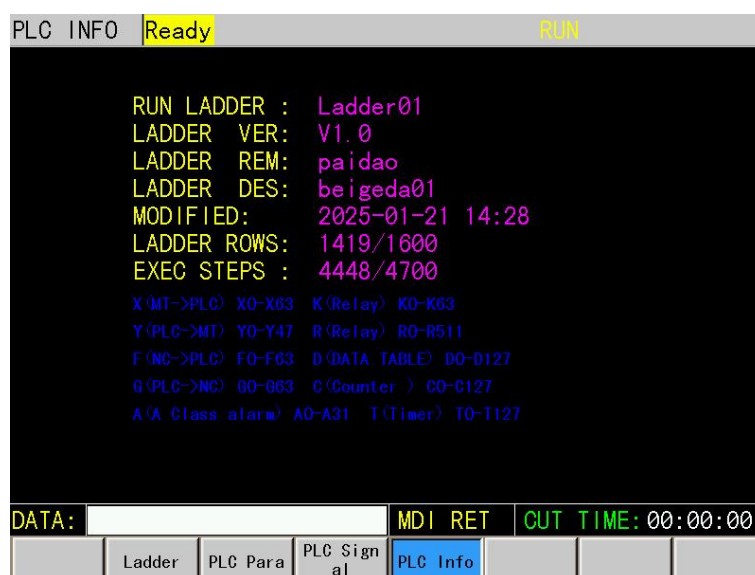 PLC INFO Ready RUN
RUN LADDER : Ladder01
LADDER VER: V1.0
LADDER REM: paidao
LADDER DES: beigeda01
MODIFIED: 2025-01-21 14:28
LADDER ROWS: 1419/1600
EXEC STEPS : 4448/4700
X(MT->PLC) X0-X63 K(Relay) K0-K63
Y(PLC->MT) Y0-Y47 R(Relay) R0-R511
F(NC->PLC) F0-F63 D(DATA TABLE) D0-D127
G(PLC->NC) G0-G63 C(Counter ) C0-C127
A(A Class alarm) A0-A31 T(Timer) T0-T127
DATA: MDI RET CUT TIME:00:00:00
Ladder PLC Para PLC Sign
al PLC Info